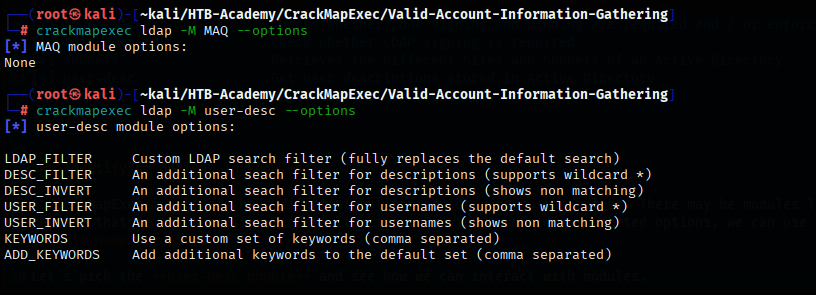 ┌──(root㉿kali)-[~kali/HTB-Academy/CrackMapExec/Valid-Account-Information-Gathering]
└─# crackmapexec ldap -M MAQ --options
[*] MAQ module options:
None
┌──(root㉿kali)-[~kali/HTB-Academy/CrackMapExec/Valid-Account-Information-Gathering]
└─# crackmapexec ldap -M user-desc --options
[*] user-desc module options:
LDAP_FILTER     Custom LDAP search filter (fully replaces the default search)
DESC_FILTER     An additional seach filter for descriptions (supports wildcard *)
DESC_INVERT     An additional seach filter for descriptions (shows non matching)
USER_FILTER     An additional seach filter for usernames (supports wildcard *)
USER_INVERT     An additional seach filter for usernames (shows non matching)
KEYWORDS        Use a custom set of keywords (comma separated)
ADD_KEYWORDS    Add additional keywords to the default set (comma separated)